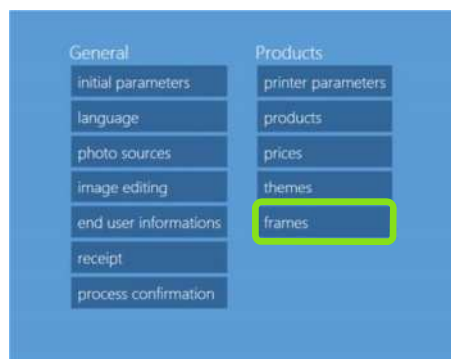 General
initial parameters
language
photo sources
image editing
end user informations
receipt
process confirmation
Products
printer parameters
products
prices
themes
frames